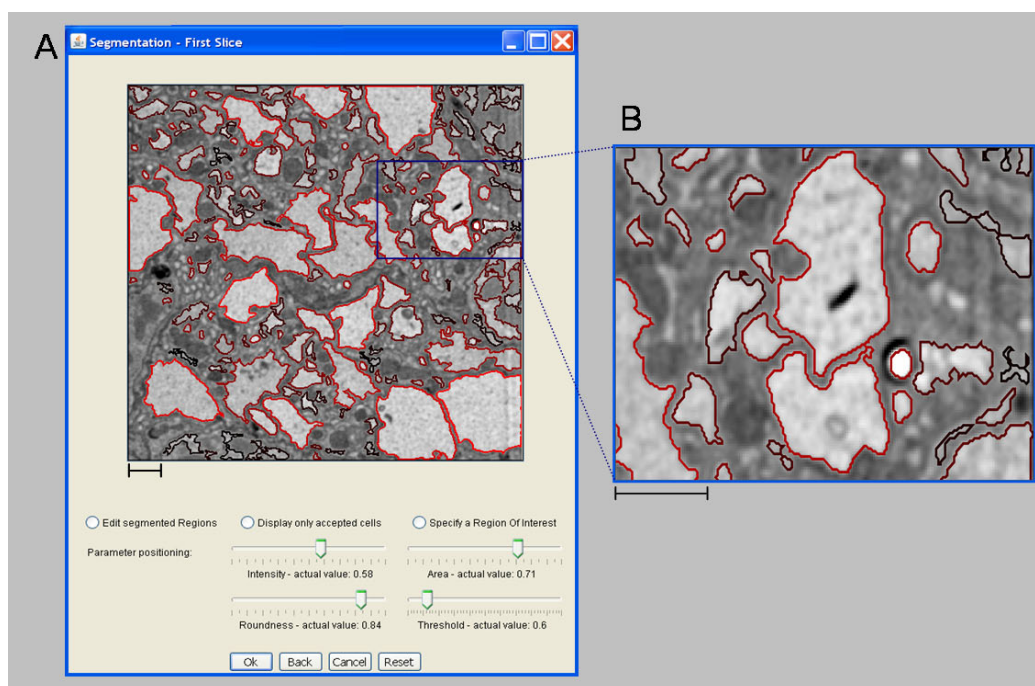 A
Segmentation - First Slice
B
Edit segmented Regions
Display only accepted cells
Specify a Region Of Interest
Parameter positioning:
Intensity - actual value: 0.58
Area - actual value: 0.71
Roundness - actual value: 0.84
Threshold - actual value: 0.6
Ok
Back
Cancel
Reset